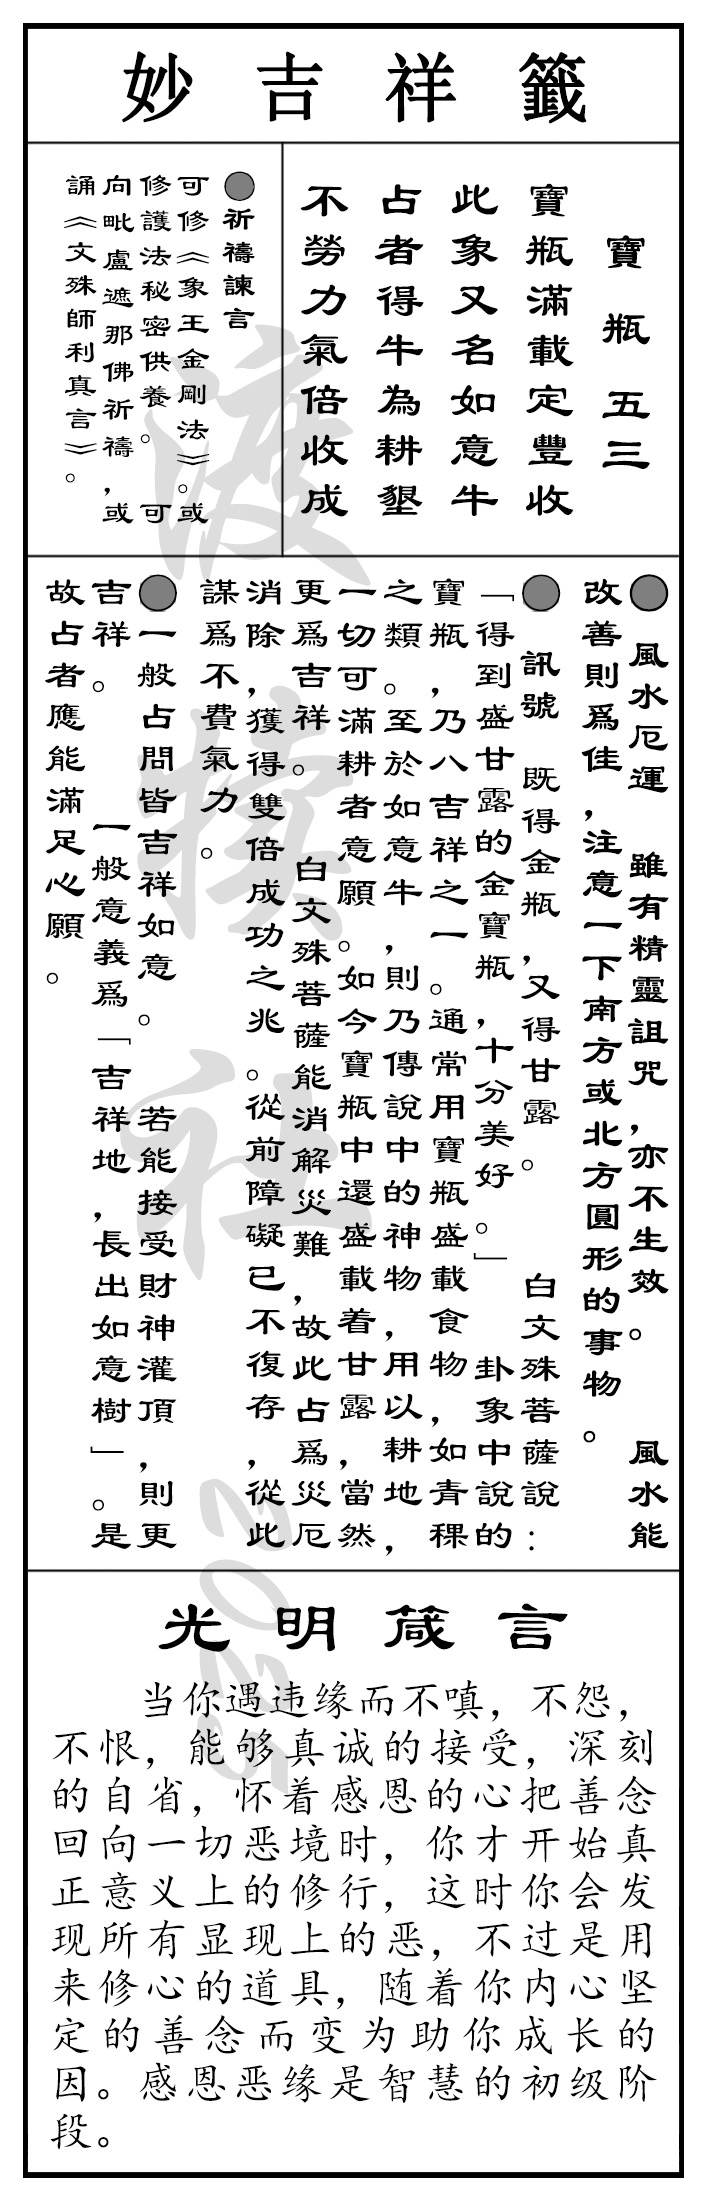 妙吉祥籤
寶瓶 五三
寶瓶滿載定豐收
此象又名如意牛
占者得牛為耕墾
不勞力氣倍收成
●祈禱諫言
可修《象王金剛法》。或
修護法秘密供養。 可
向毗盧遮那佛祈禱,或
誦《文殊師利真言》。
● 風水厄運 雖有精靈詛咒,亦不生效。 風水能
改善則爲佳,注意一下南方或北方圓形的事物。
● 訊號 既得金瓶,又得甘露。 白文殊菩薩說:
「得到盛甘露的金寶瓶,十分美好。」 卦象中說的
寶瓶,乃八吉祥之一。通常用寶瓶盛載食物,如青稞
之類。至於如意牛,則乃傳說中的神物,用以耕地,
一切可滿耕者意願。如今寶瓶中還盛載着甘露,當然
更爲吉祥。 白文殊菩薩能消解災難,故此占爲災厄
消除,獲得雙倍成功之兆。從前障礙已不復存,從此
謀爲不費氣力。
●一般占問皆吉祥如意。 若能接受財神灌頂,則更
吉祥。 一般意義爲「吉祥地,長出如意樹」。是
故占者應能滿足心願。
光明箴言
当你遇违缘而不嗔，不怨，
不恨，能够真诚的接受，深刻
的自省，怀着感恩的心把善念
回向一切恶境时，你才开始真
正意义上的修行，这时你会发
现所有显现上的恶，不过是用
来修心的道具，随着你内心坚
定的善念而变为助你成长的
因。感恩恶缘是智慧的初级阶
段。
渡犊社 2025